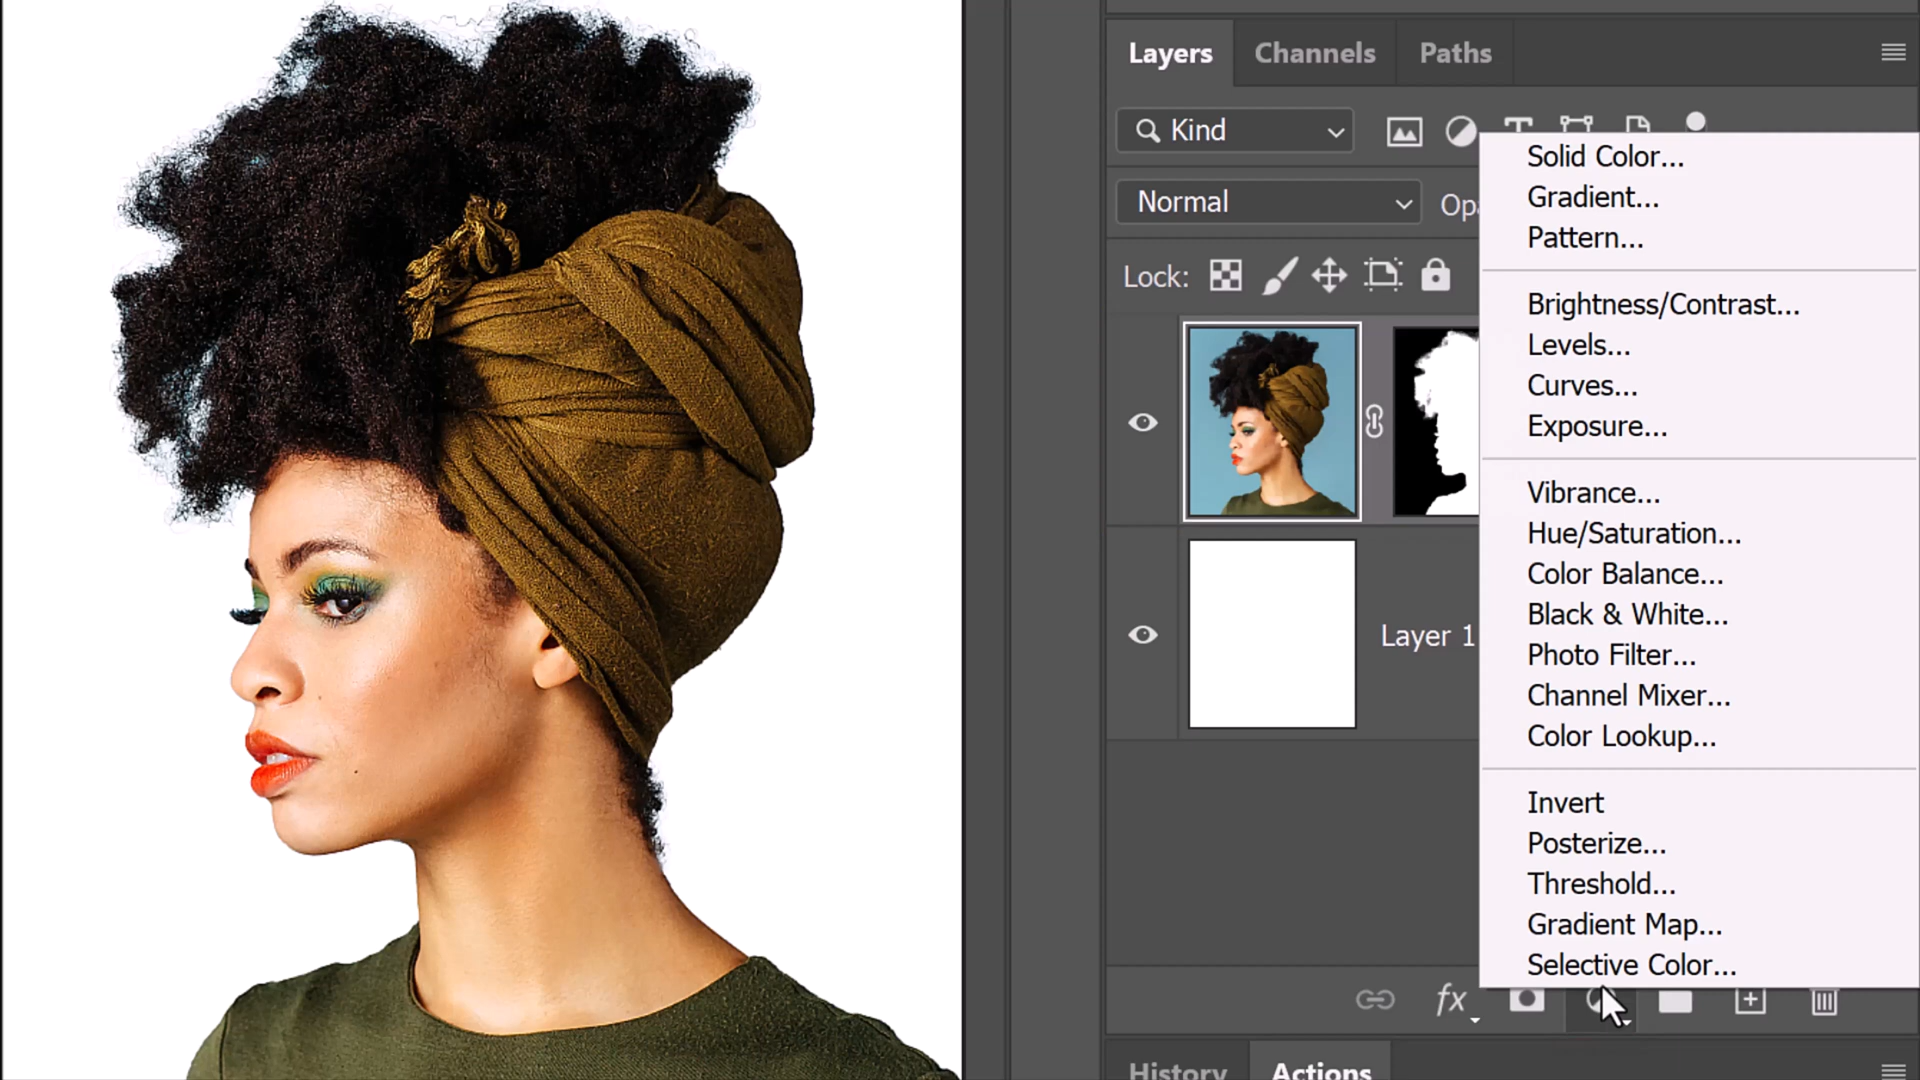 Layers Channels Paths
Kind
Normal
Opa
Lock:
Layer 1
Solid Color...
Gradient...
Pattern...
Brightness/Contrast...
Levels...
Curves...
Exposure...
Vibrance...
Hue/Saturation...
Color Balance...
Black & White...
Photo Filter...
Channel Mixer...
Color Lookup...
Invert
Posterize...
Threshold...
Gradient Map...
Selective Color...
fx
History Actions